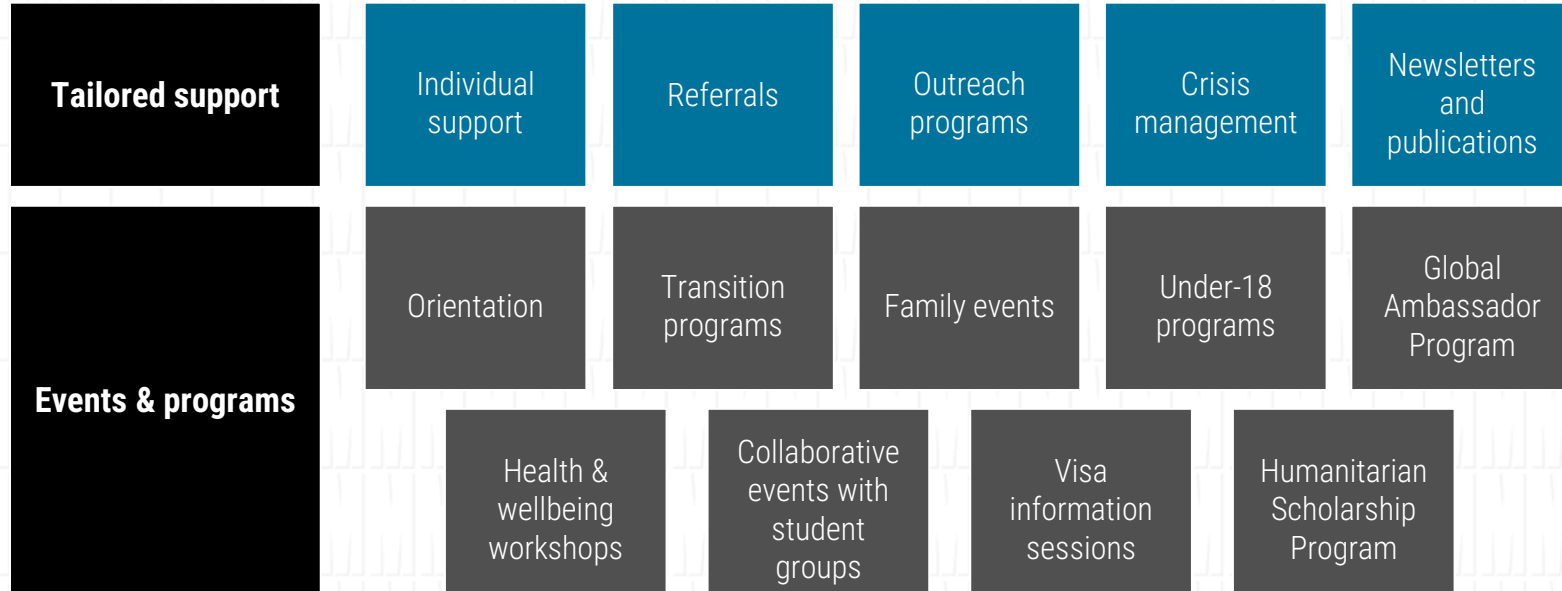 Tailored support
Individual
support
Referrals
Outreach
programs
Crisis
management
Newsletters
and
publications
Events & programs
Orientation
Transition
programs
Family events
Under-18
programs
Global
Ambassador
Program
Health &
wellbeing
workshops
Collaborative
events with
student
groups
Visa
information
sessions
Humanitarian
Scholarship
Program